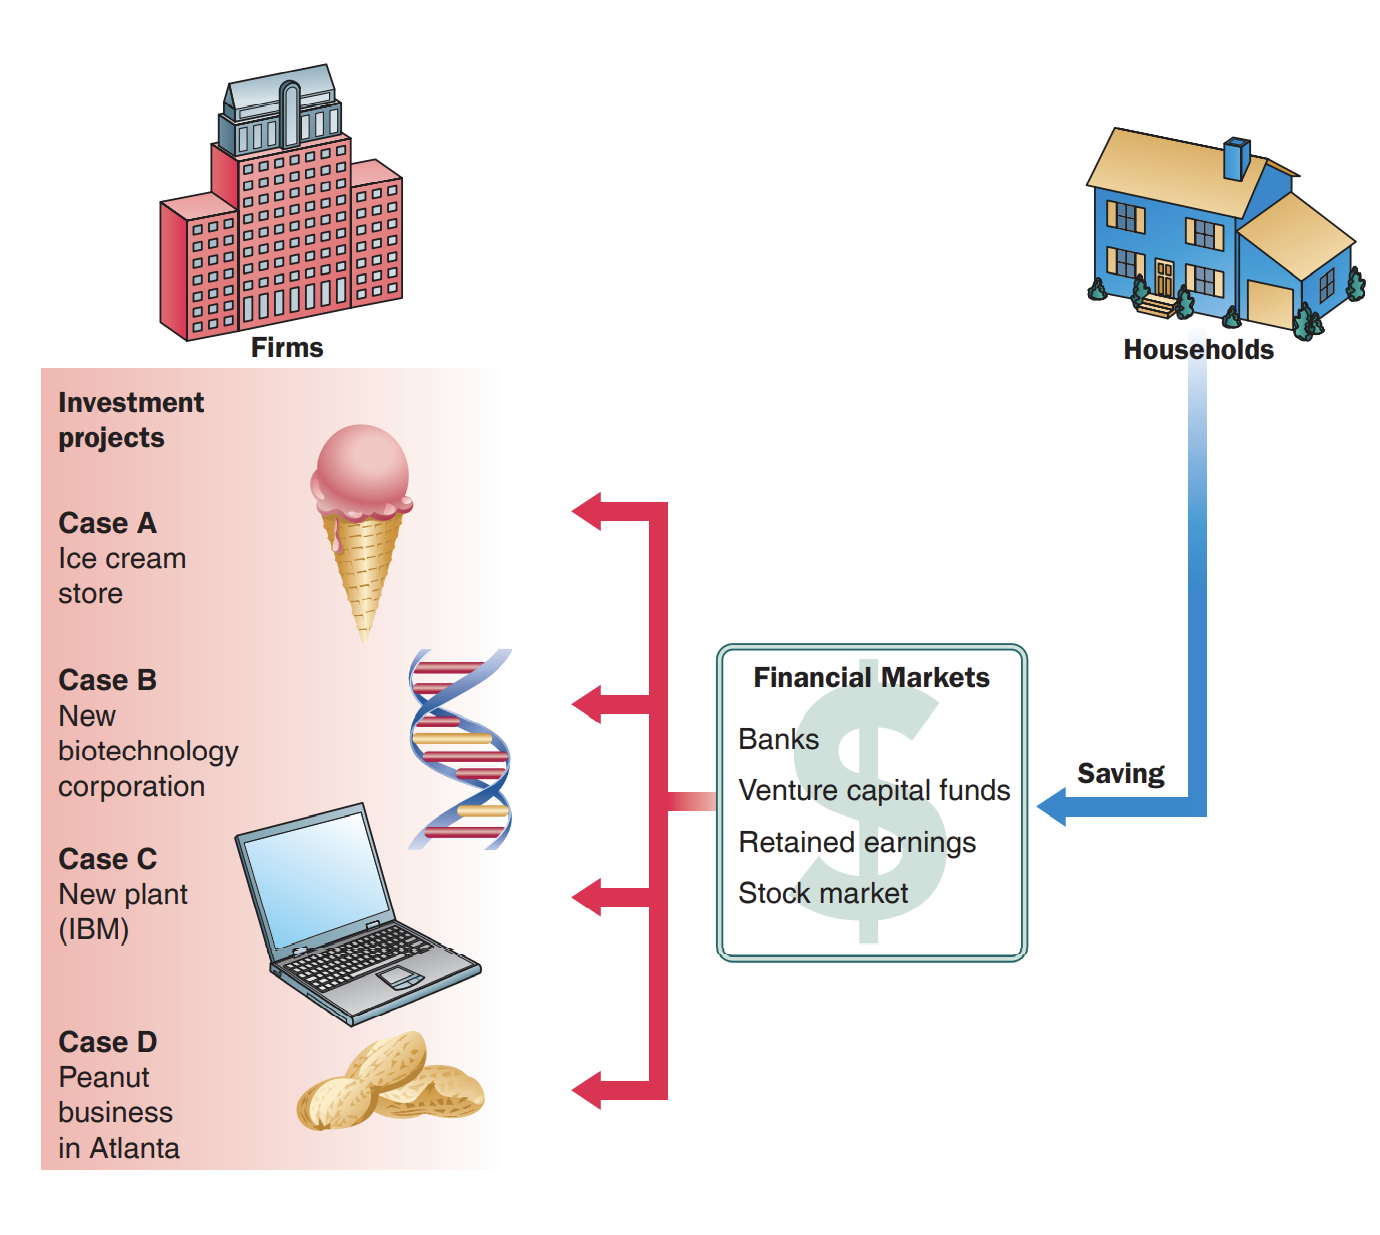 Firms
Households
Investment
projects
Case A
Ice cream
store
Case B
New
biotechnology
corporation
Case C
New plant
(IBM)
Case D
Peanut
business
in Atlanta
$
Financial Markets
Banks
Venture capital funds
Retained earnings
Stock market
Saving